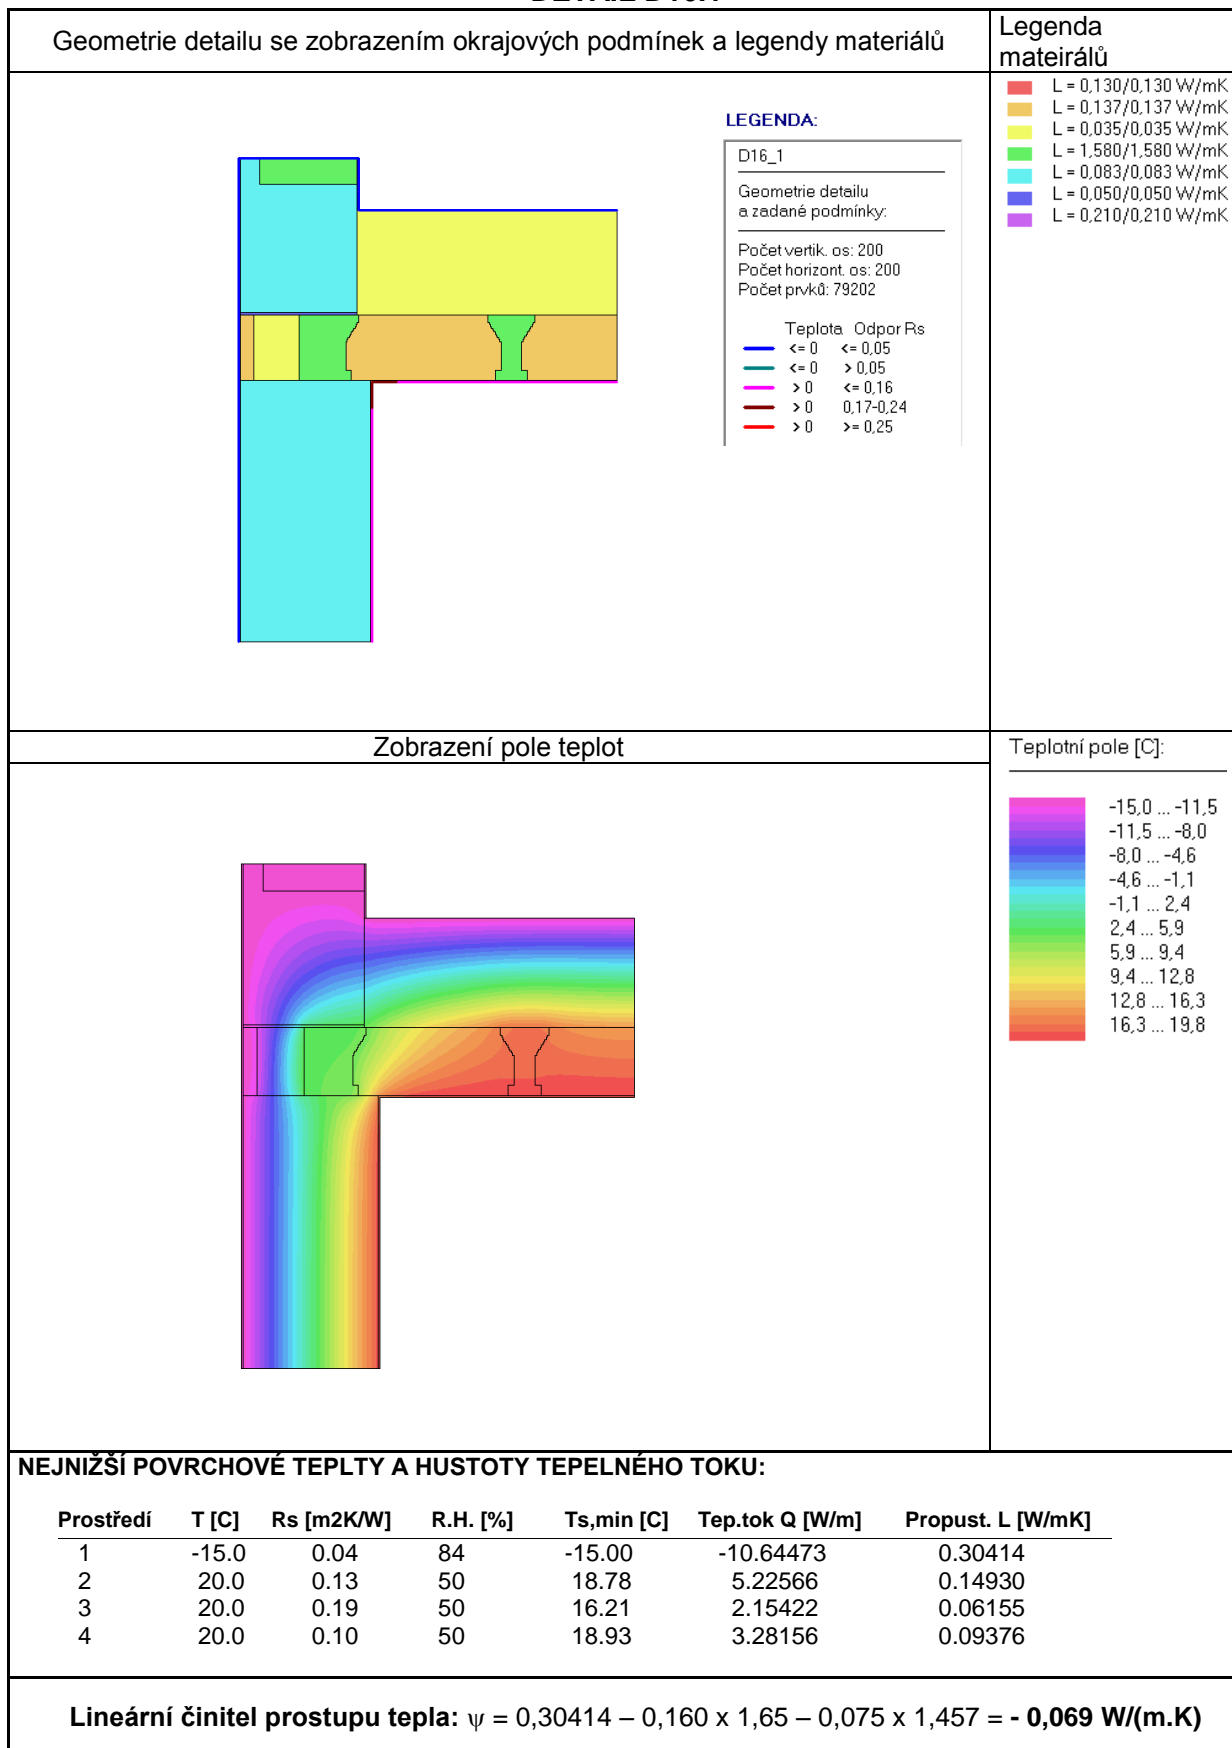 Geometrie detailu se zobrazením okrajových podmínek a legendy materiálů
Legenda
mateirálů
L = 0,130/0,130 W/mK
L = 0,137/0,137 W/mK
L = 0,035/0,035 W/mK
L = 1,580/1,580 W/mK
L = 0,083/0,083 W/mK
L = 0,050/0,050 W/mK
L = 0,210/0,210 W/mK
LEGENDA:
D16_1
Geometrie detailu
a zadané podmínky:
Počet vertik. os: 200
Počet horizont. os: 200
Počet prvků: 79202
Teplota Odpor Rs
<= 0 <= 0,05
<= 0 > 0,05
> 0 <= 0,16
> 0 0,17-0,24
> 0 >= 0,25
Zobrazení pole teplot
Teplotní pole [C]:
-15,0 ... -11,5
-11,5 ... -8,0
-8,0 ... -4,6
-4,6 ... -1,1
-1,1 ... 2,4
2,4 ... 5,9
5,9 ... 9,4
9,4 ... 12,8
12,8 ... 16,3
16,3 ... 19,8
NEJNIŽŠÍ POVRCHOVÉ TEPLTY A HUSTOTY TEPELNÉHO TOKU:
Prostředí T [C] Rs [m2K/W] R.H. [%] Ts,min [C] Tep.tok Q [W/m] Propust. L [W/mK]
1 -15.0 0.04 84 -15.00 -10.64473 0.30414
2 20.0 0.13 50 18.78 5.22566 0.14930
3 20.0 0.19 50 16.21 2.15422 0.06155
4 20.0 0.10 50 18.93 3.28156 0.09376
Lineární činitel prostupu tepla: ψ = 0,30414 – 0,160 x 1,65 – 0,075 x 1,457 = - 0,069 W/(m.K)